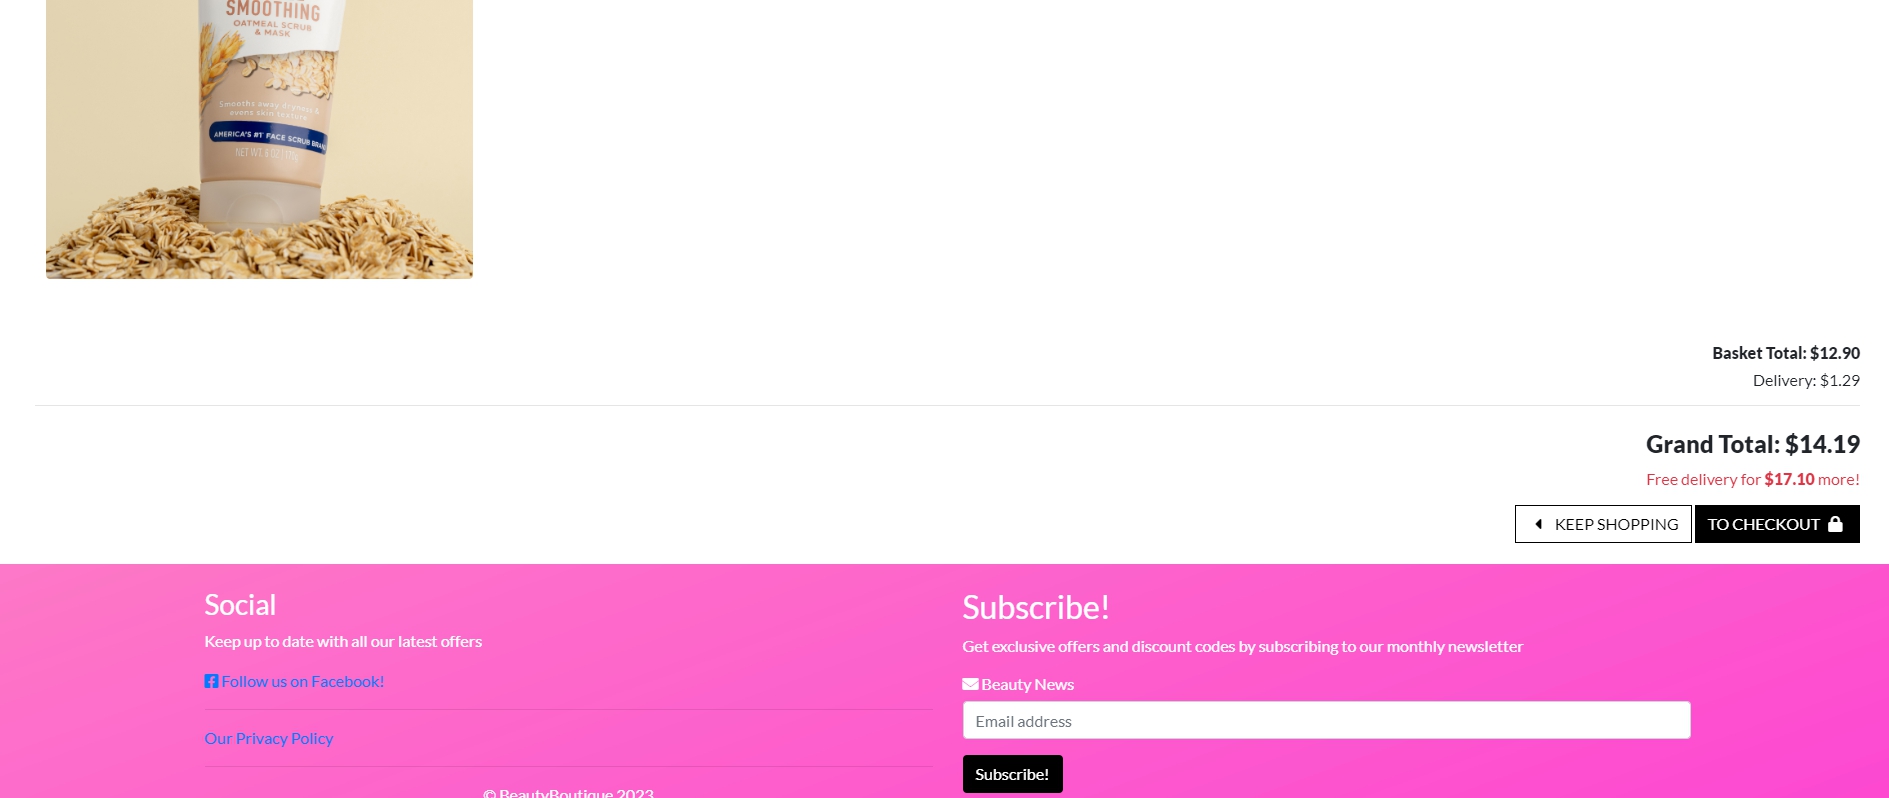 SMOOTHING
OATMEAL SCRUB
& MASK
Smooths away dryness &
evens skin texture
AMERICA'S #1 FACE SCRUB BRAND
NET WT. 6 OZ | 170g
Basket Total: $12.90
Delivery: $1.29
Grand Total: $14.19
Free delivery for $17.10 more!
KEEP SHOPPING
TO CHECKOUT
Social
Keep up to date with all our latest offers
Follow us on Facebook!
Our Privacy Policy
© BeautyBoutique 2023
Subscribe!
Get exclusive offers and discount codes by subscribing to our monthly newsletter
Beauty News
Email address
Subscribe!